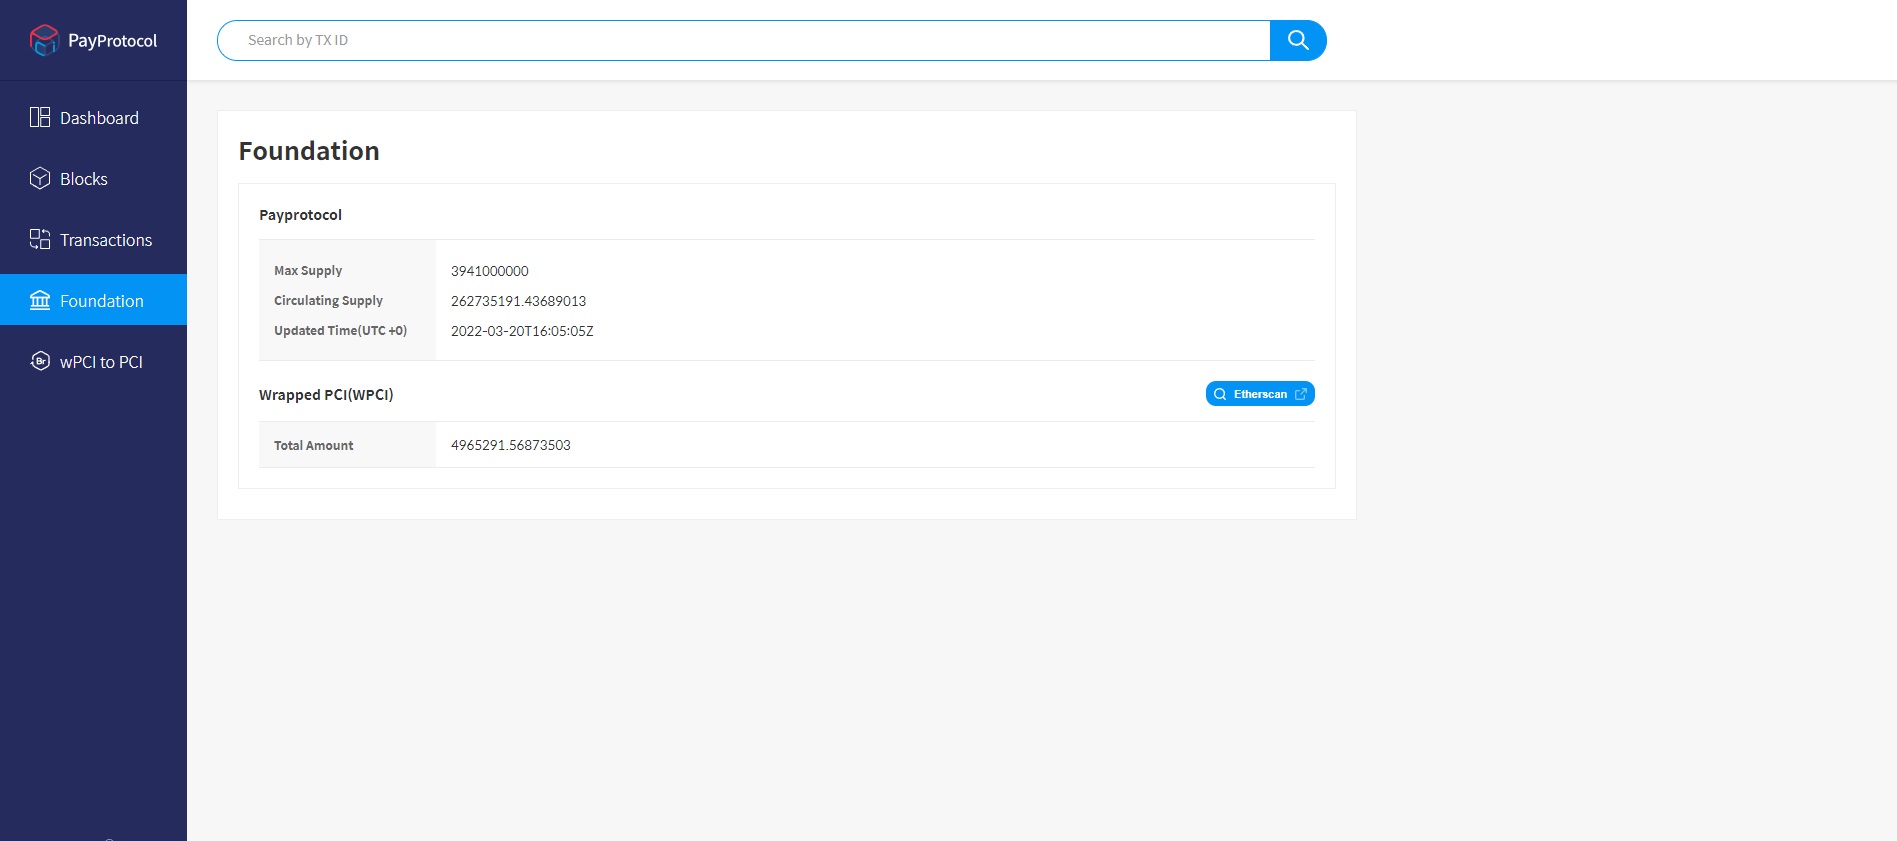 PayProtocol
Search by TX ID
Dashboard
Blocks
Transactions
Foundation
wPCI to PCI
Foundation
Payprotocol
Max Supply 3941000000
Circulating Supply 262735191.43689013
Updated Time(UTC +0) 2022-03-20T16:05:05Z
Wrapped PCI(WPCI) Etherscan
Total Amount 4965291.56873503